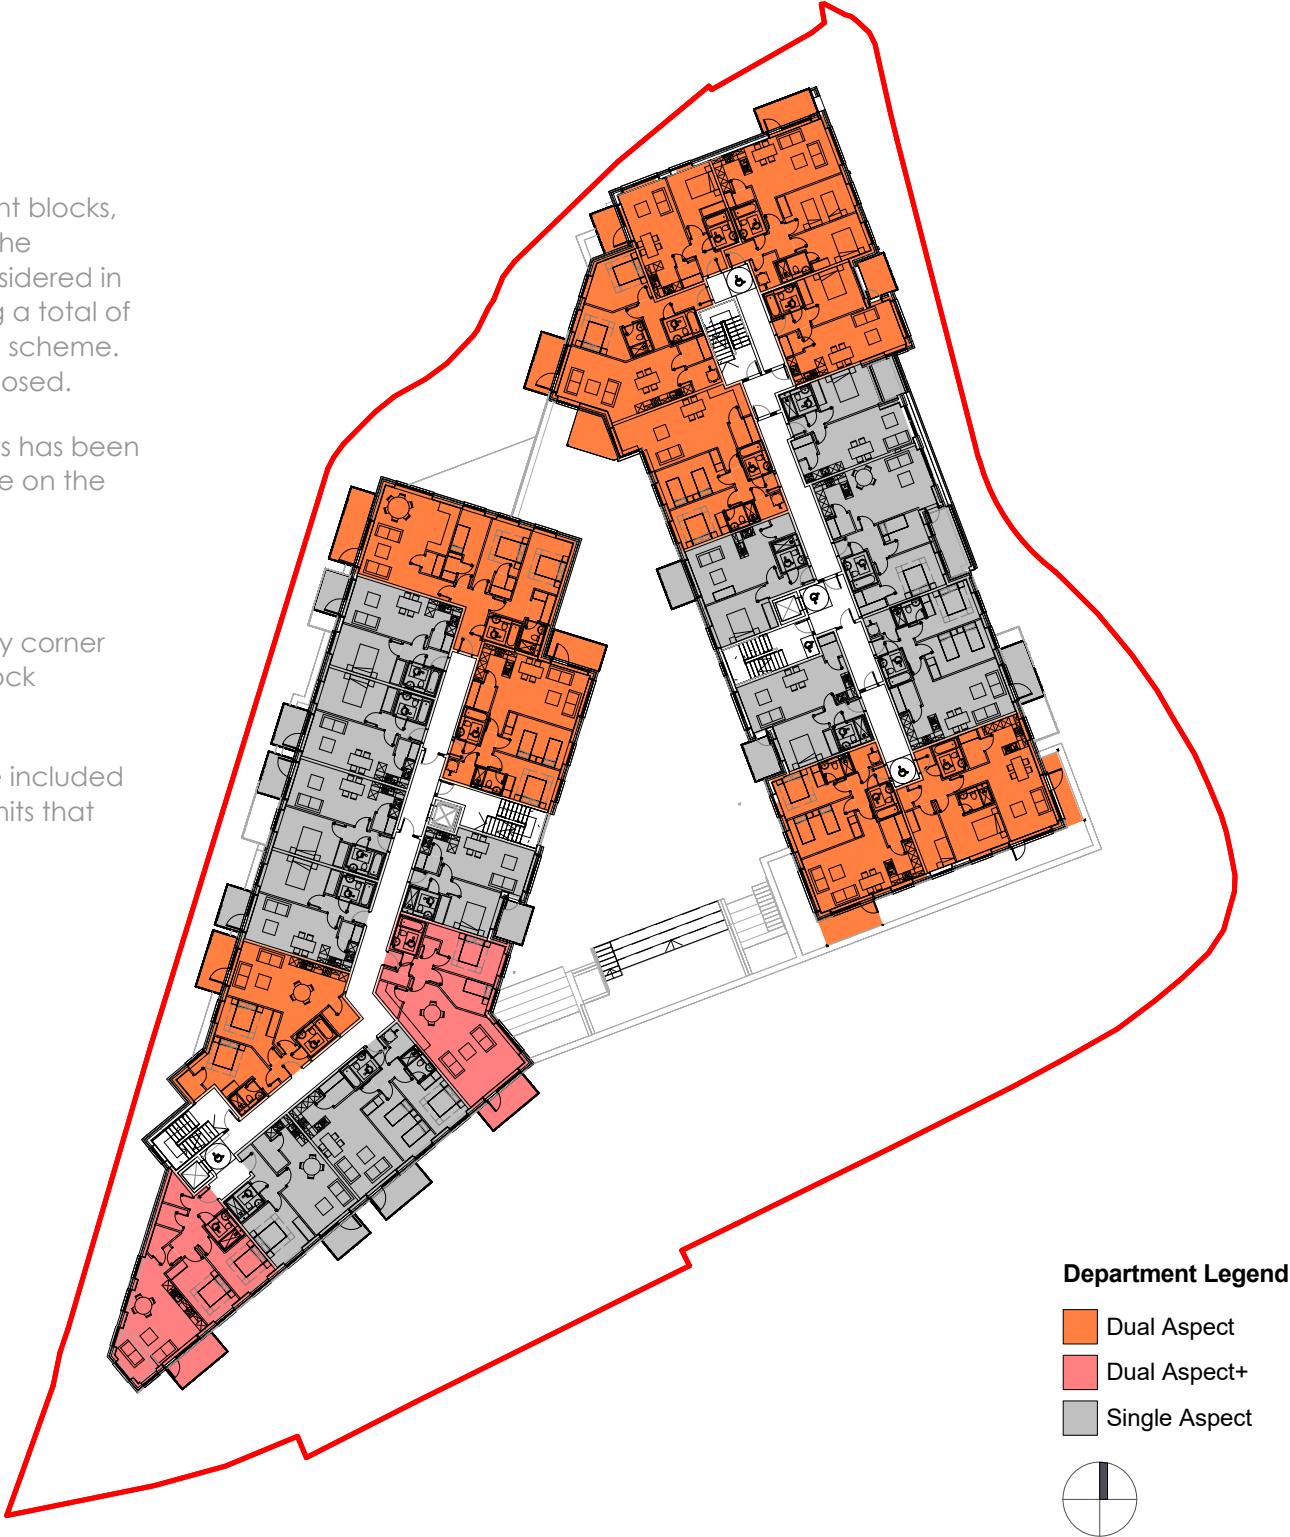 nt blocks,
he
sidered in
g a total of
scheme.
osed.
s has been
e on the
y corner
ock
e included
nits that
Department Legend
Dual Aspect
Dual Aspect+
Single Aspect